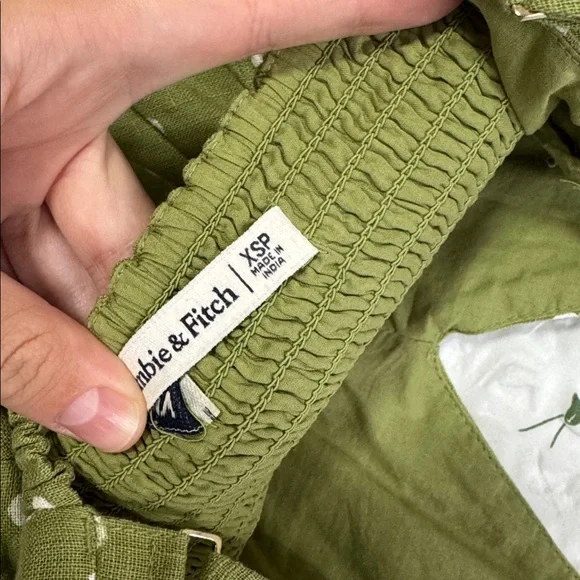 mbie & Fitch | XSP
MADE IN
INDIA